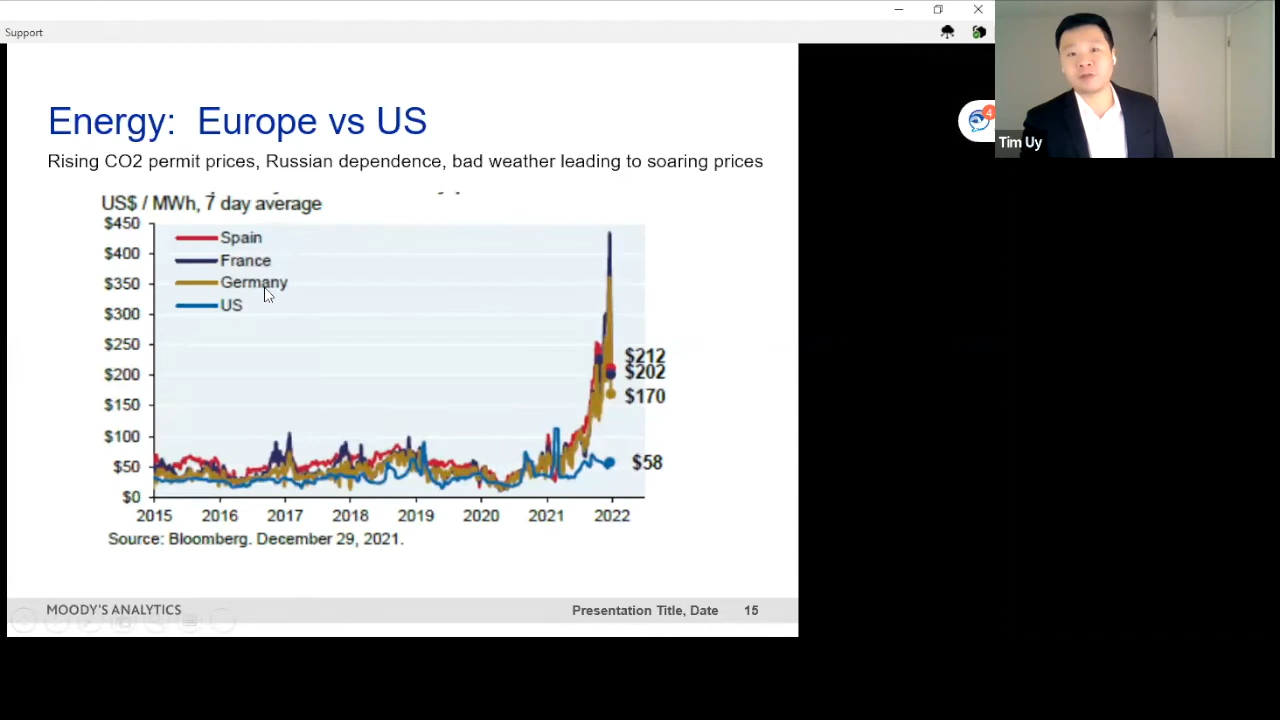 Support
4
Tim Uy
Energy: Europe vs US
Rising CO2 permit prices, Russian dependence, bad weather leading to soaring prices
US$ / MWh, 7 day average
$450
$400
$350
$300
$250
$200
$150
$100
$50
$0
Spain
France
Germany
US
$212
$202
$170
$58
2015 2016 2017 2018 2019 2020 2021 2022
Source: Bloomberg. December 29, 2021.
MOODY'S ANALYTICS Presentation Title, Date 15